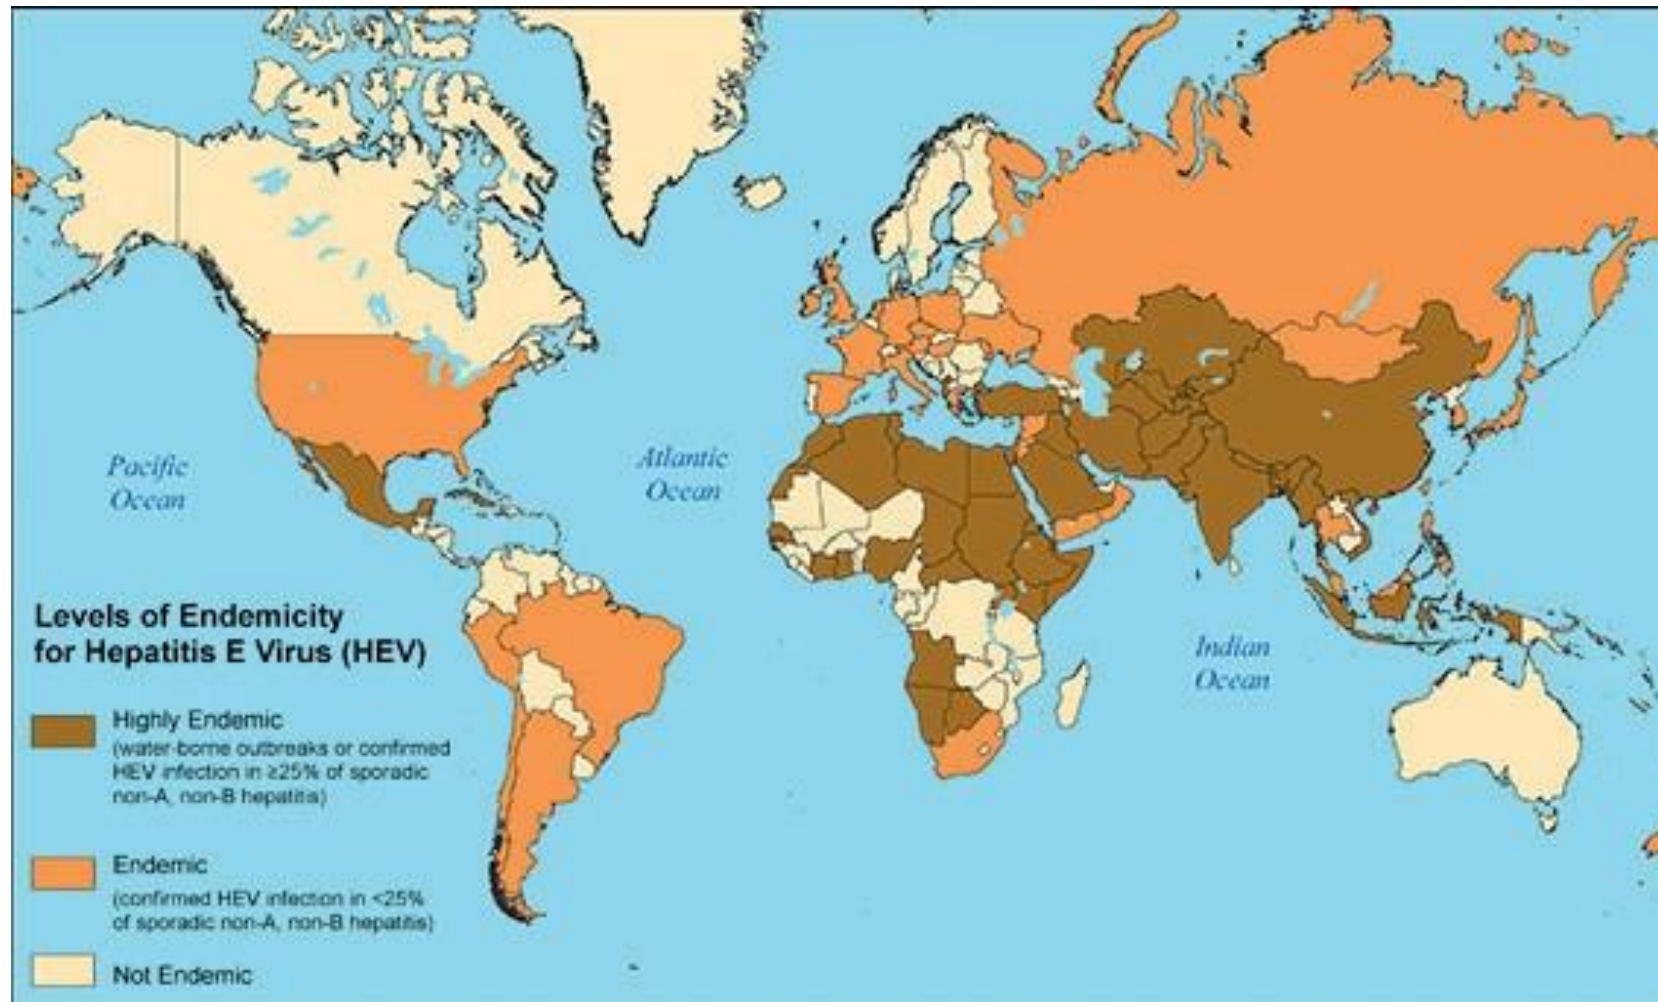 Pacific
Ocean
Atlantic
Ocean
Indian
Ocean
Levels of Endemicity
for Hepatitis E Virus (HEV)
Highly Endemic
(water-borne outbreaks or confirmed
HEV infection in ≥25% of sporadic
non-A, non-B hepatitis)
Endemic
(confirmed HEV infection in <25%
of sporadic non-A, non-B hepatitis)
Not Endemic